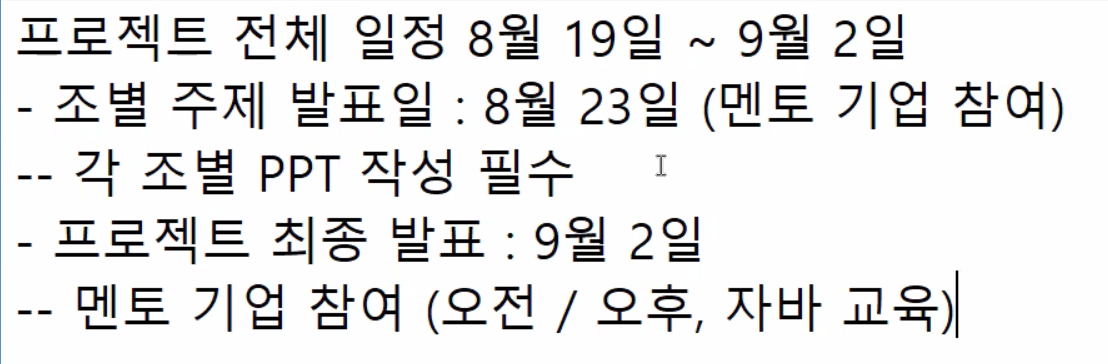 프로젝트 전체 일정 8월 19일 ~ 9월 2일
- 조별 주제 발표일 : 8월 23일 (멘토 기업 참여)
-- 각 조별 PPT 작성 필수
- 프로젝트 최종 발표 : 9월 2일
-- 멘토 기업 참여 (오전 / 오후, 자바 교육)